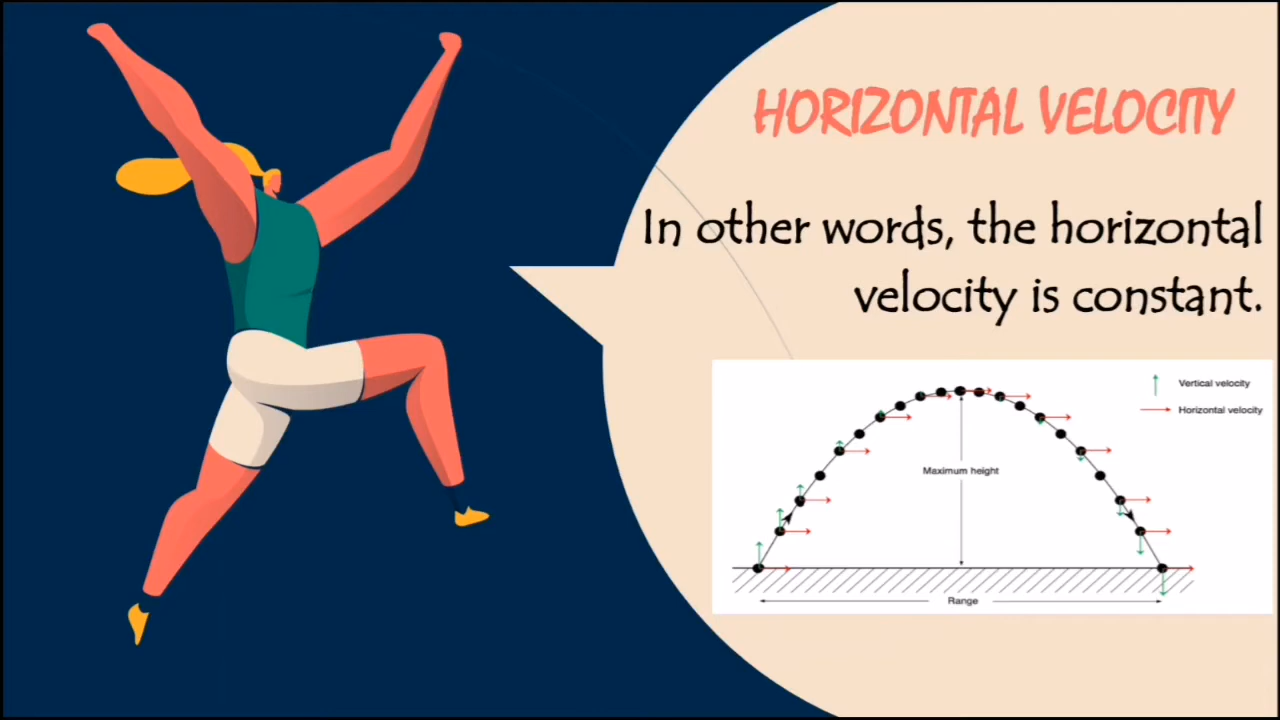 HORIZONTAL VELOCITY
In other words, the horizontal
velocity is constant.
Vertical velocity
Horizontal velocity
Maximum height
Range